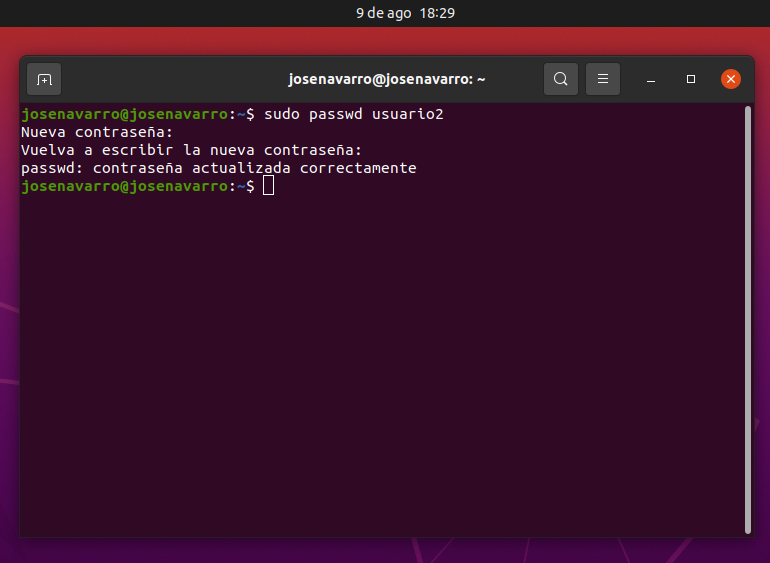 9 de ago 18:29
josenavarro@josenavarro: ~
josenavarro@josenavarro:~$ sudo passwd usuario2
Nueva contraseña:
Vuelva a escribir la nueva contraseña:
passwd: contraseña actualizada correctamente
josenavarro@josenavarro:~$